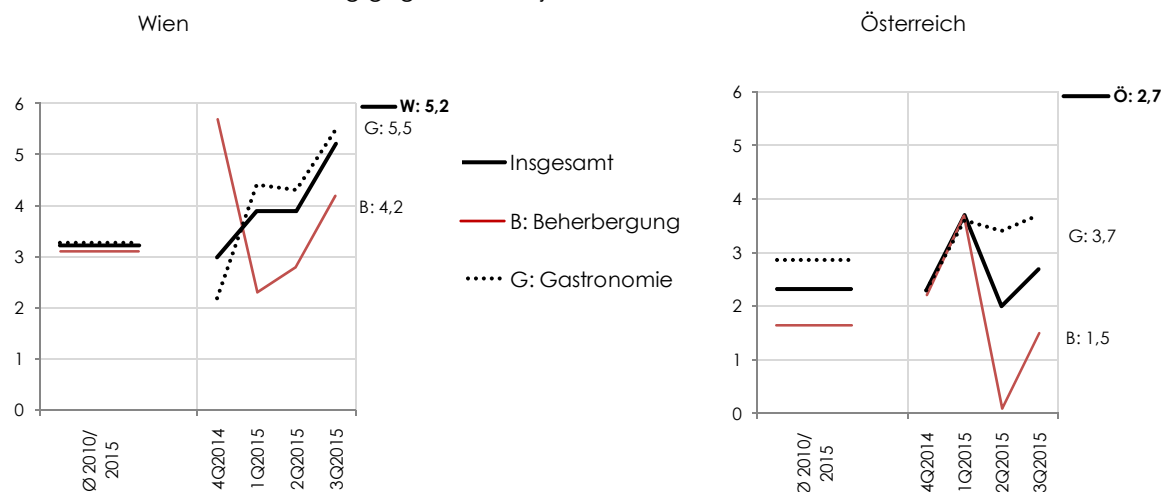 Wien
Österreich
6
5
4
3
2
1
0
Ø 2010/
2015
4Q2014
1Q2015
2Q2015
3Q2015
W: 5,2
G: 5,5
B: 4,2
Insgesamt
B: Beherbergung
G: Gastronomie
6
5
4
3
2
1
0
Ø 2010/
2015
4Q2014
1Q2015
2Q2015
3Q2015
Ö: 2,7
G: 3,7
B: 1,5